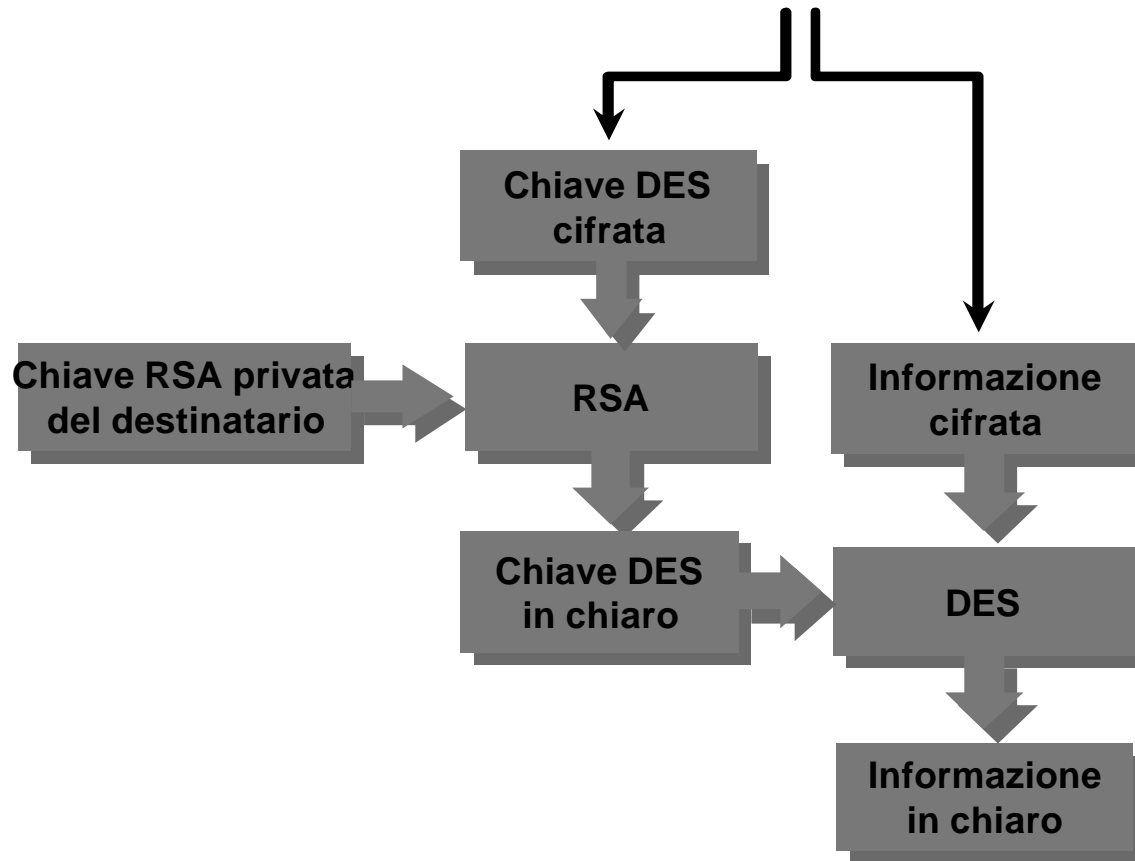 Chiave DES
cifrata
Chiave RSA privata
del destinatario
RSA
Informazione
cifrata
Chiave DES
in chiaro
DES
Informazione
in chiaro